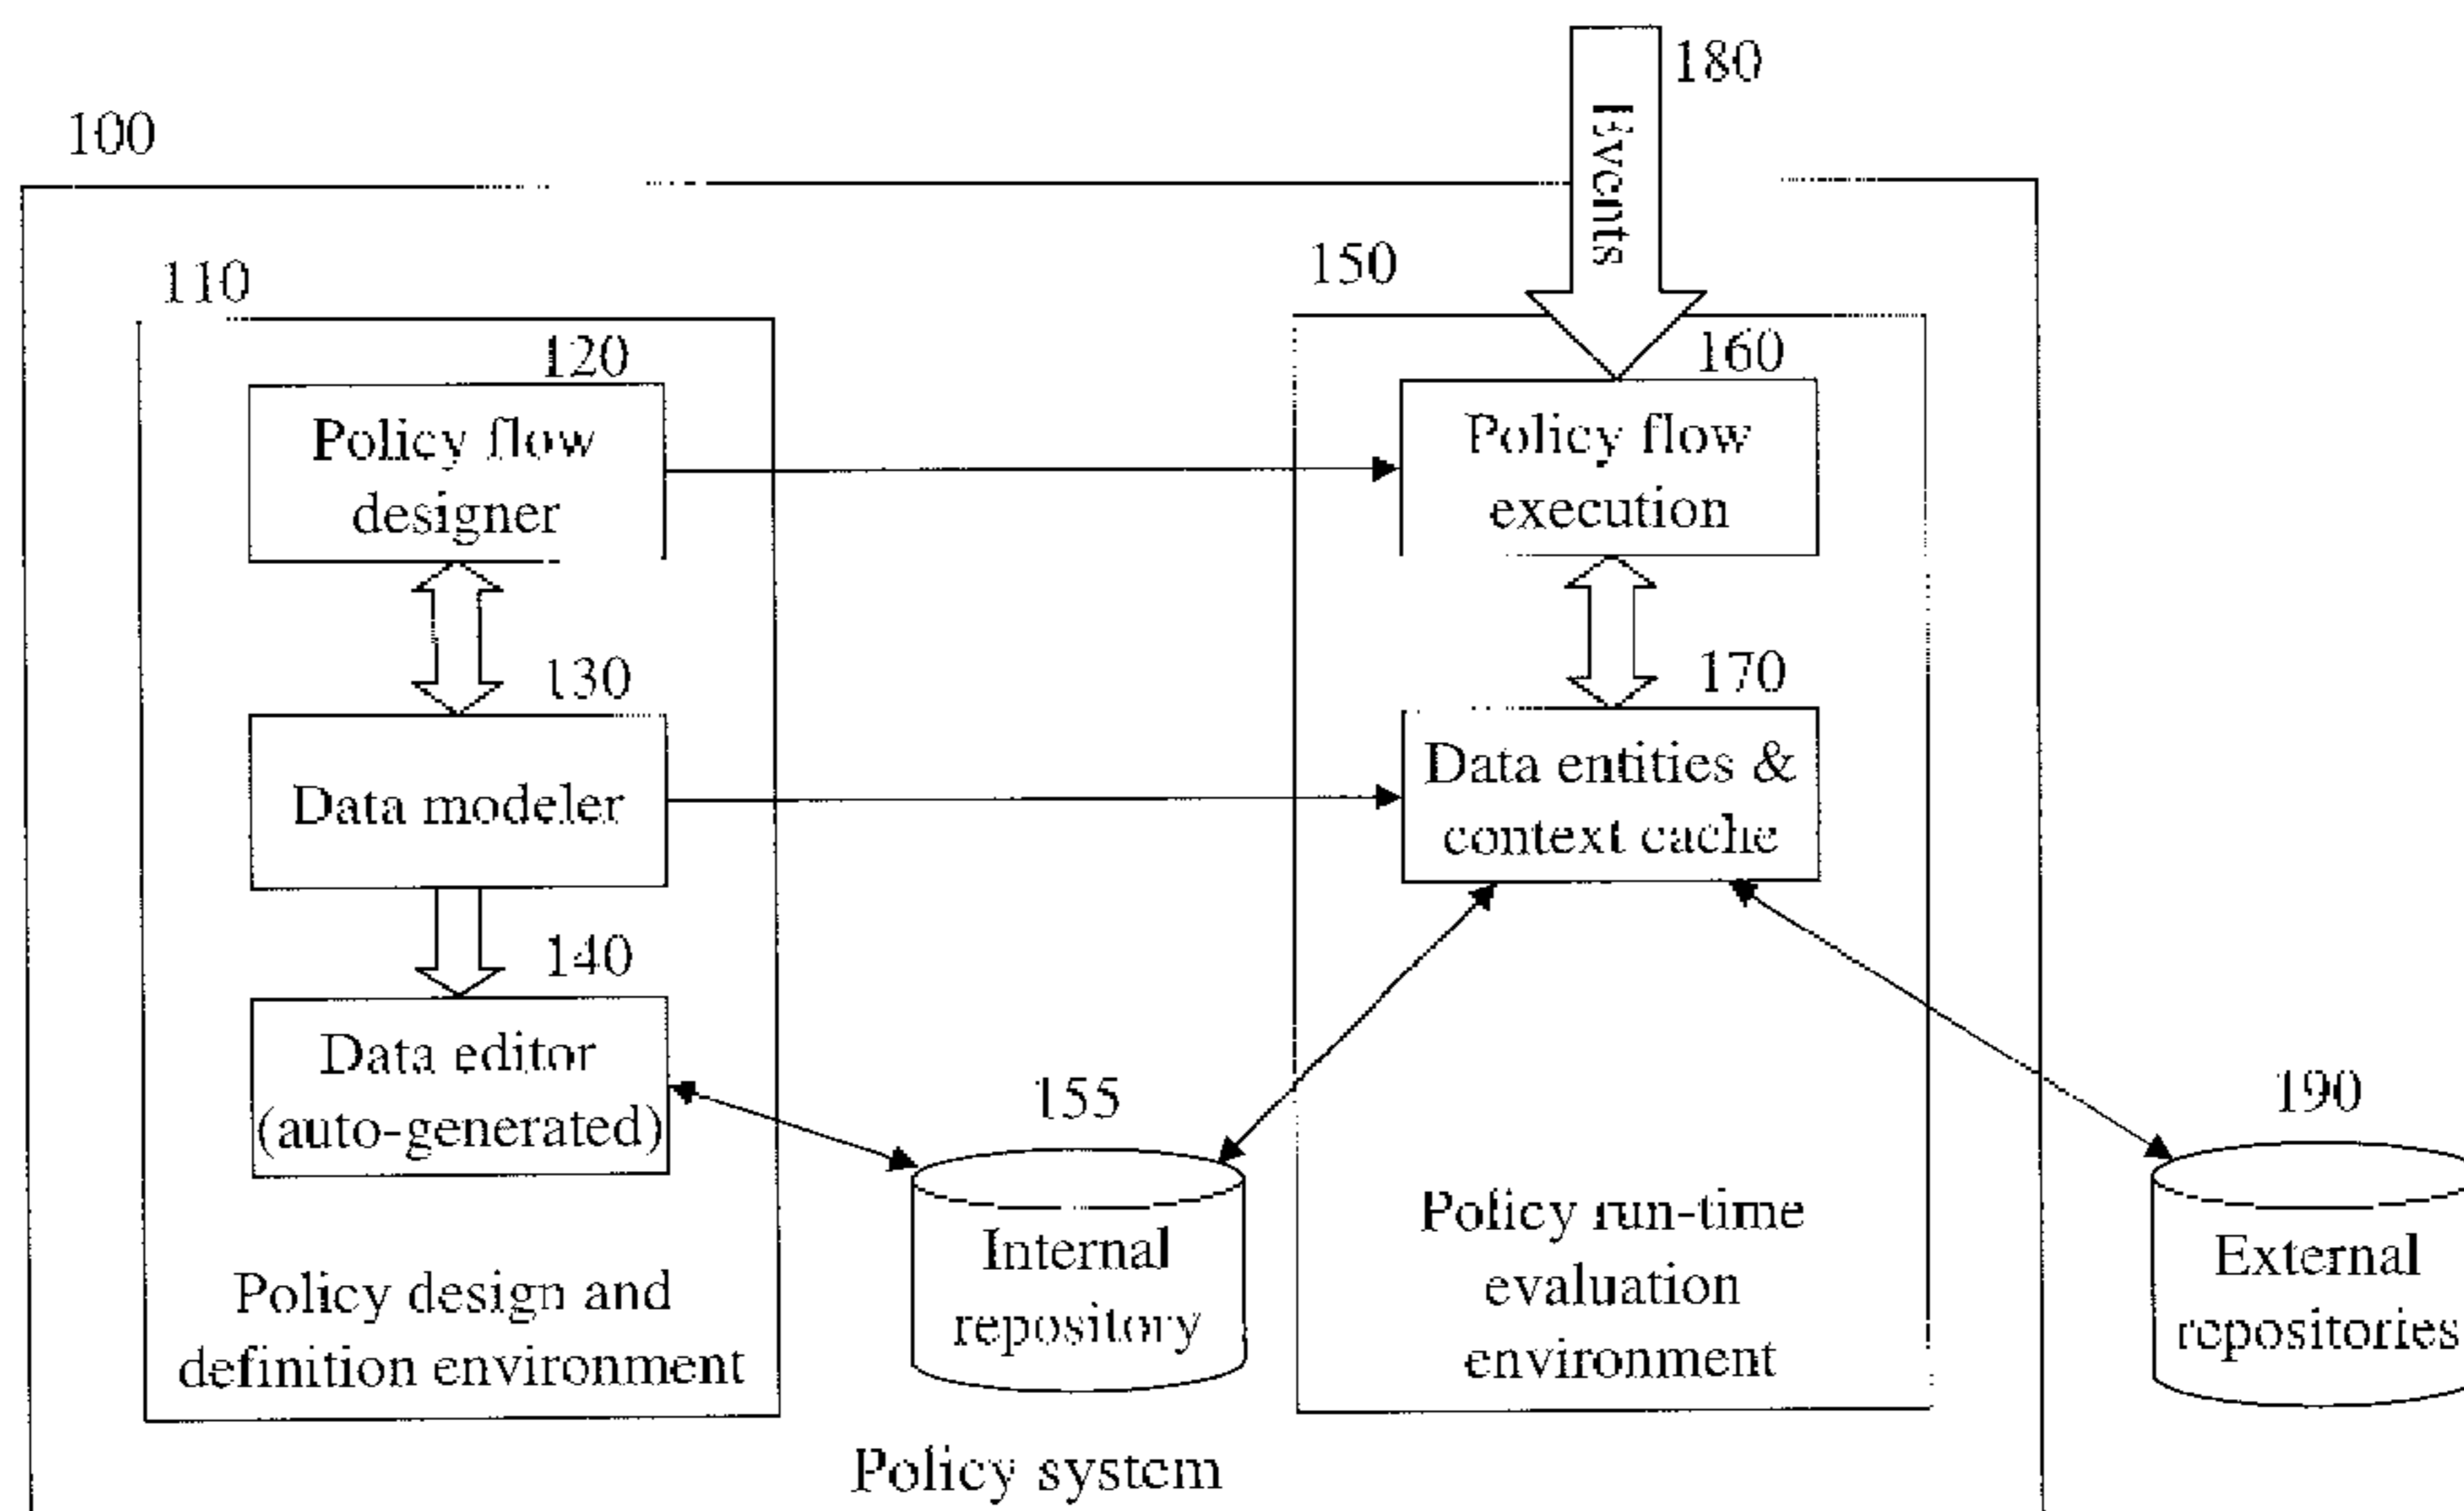 180
Events
100
150
110
120
Policy flow
designer
160
Policy flow
execution
130
Data modeler
170
Data entities &
context cache
140
Data editor
(auto-generated)
155
Internal
repository
190
External
repositories
Policy design and
definition environment
Policy run-time
evaluation
environment
Policy system